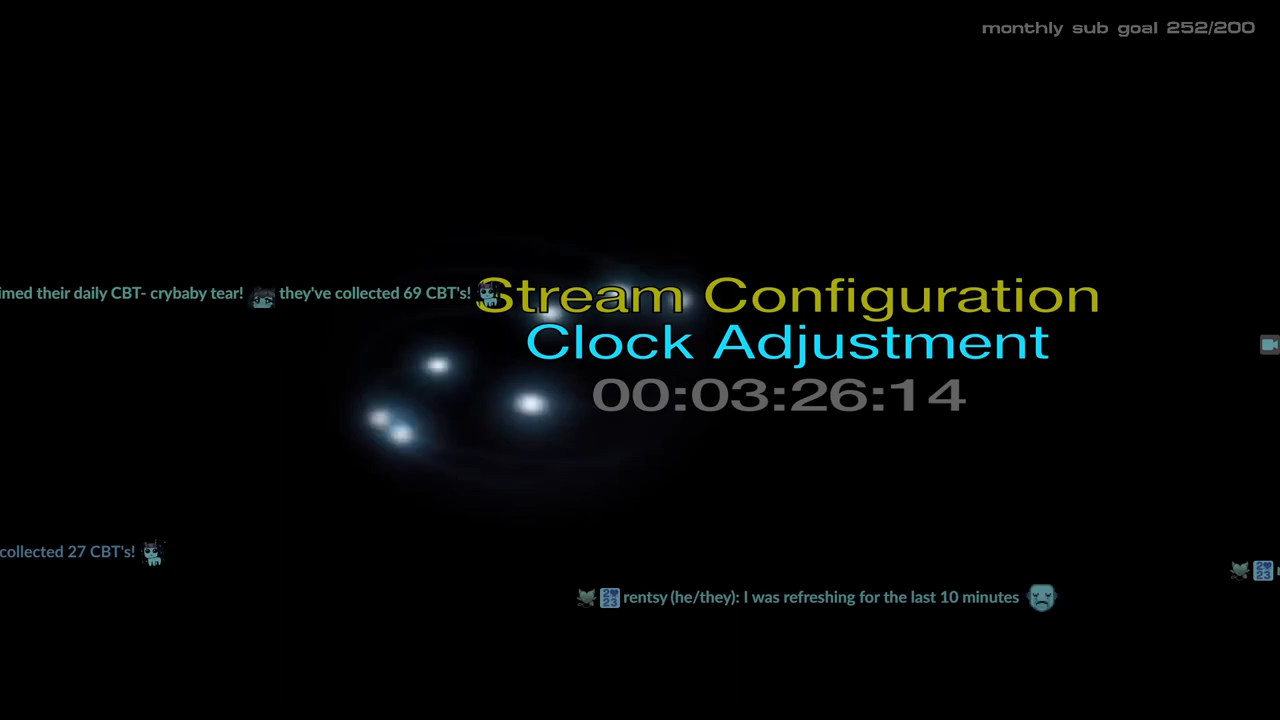 monthly sub goal 252/200
imed their daily CBT- crybaby tear! they've collected 69 CBT's!
Stream Configuration
Clock Adjustment
00:03:26:14
collected 27 CBT's!
2023
rentsy (he/they): I was refreshing for the last 10 minutes